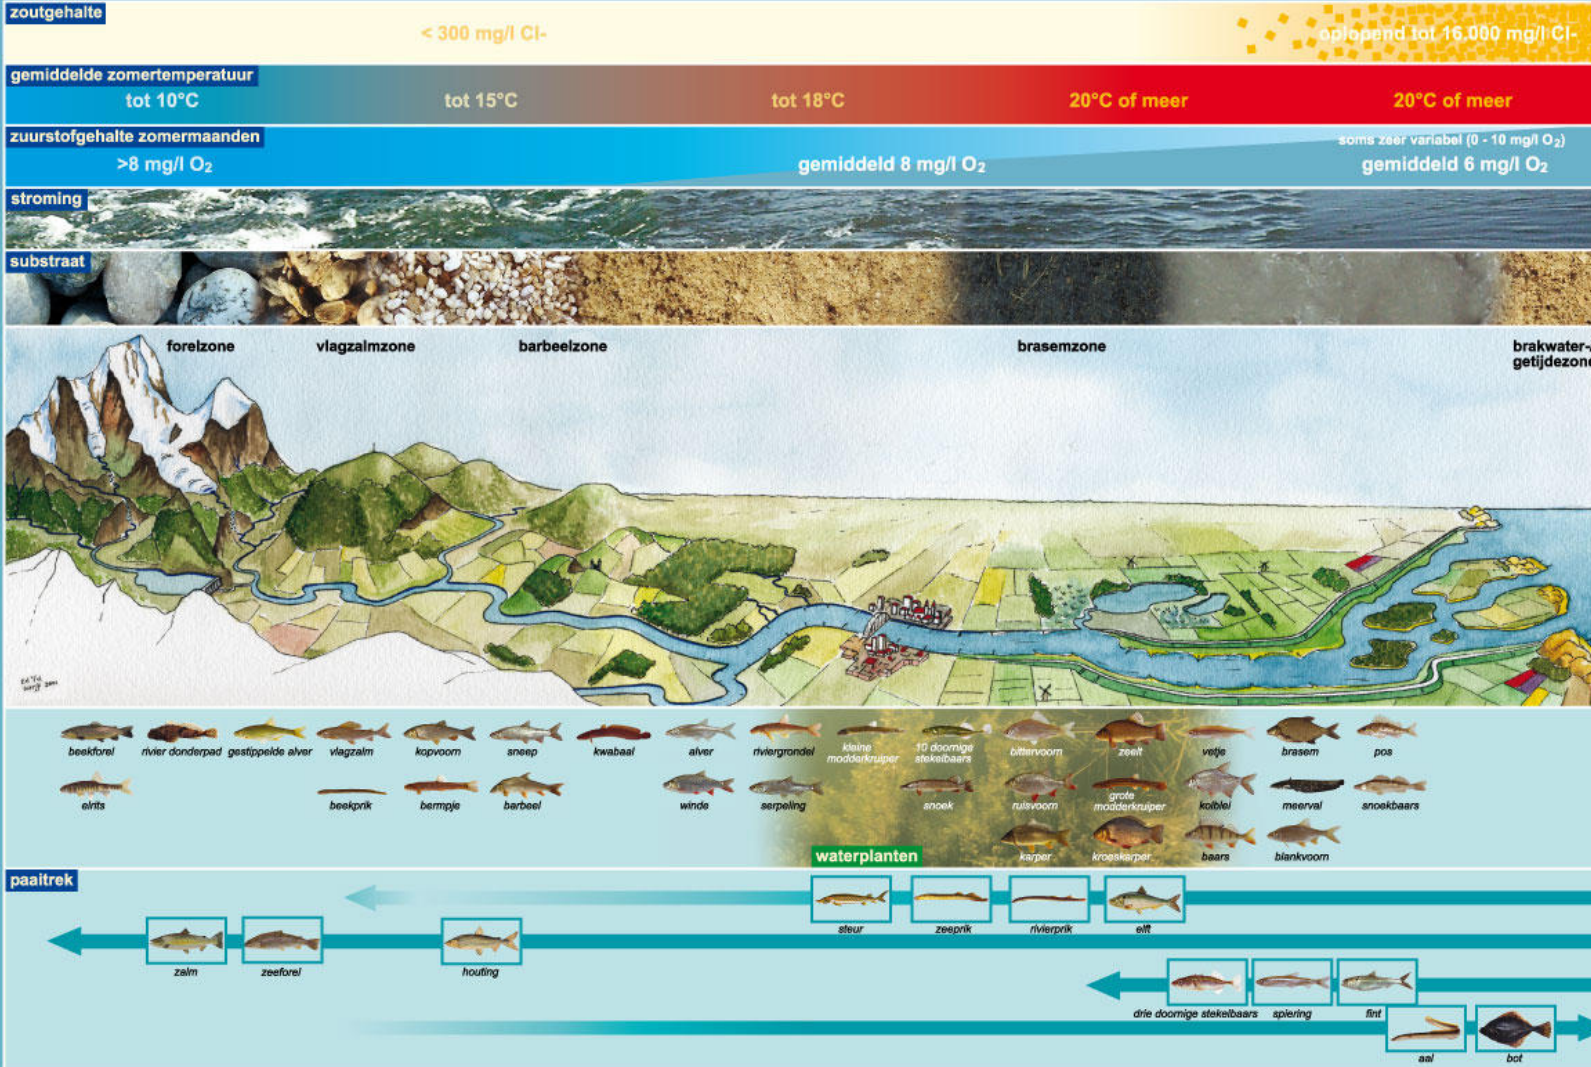 zoutgehalte
< 300 mg/l Cl-
oplopend tot 16.000 mg/l Cl-
gemiddelde zomertemperatuur
tot 10°C
tot 15°C
tot 18°C
20°C of meer
20°C of meer
zuurstofgehalte zomermaanden
soms zeer variabel (0 - 10 mg/l O₂)
>8 mg/l O₂
gemiddeld 8 mg/l O₂
gemiddeld 6 mg/l O₂
stroming
substraat
forelzone
vlagzalmzone
barbeelzone
brasemzone
brakwater-
getijdezone
beekforel
rivier donderpad
gestippelde alver
vlagzalm
kopvoorn
sneep
kwabaal
alver
riviergrondel
kleine
modderkruiper
10 doornige
stekelbaars
bittervoorn
zeelt
vetje
brasem
pos
elrits
beekprik
bermpje
barbeel
winde
serpeling
snoek
ruisvoorn
grote
modderkruiper
kolblei
meerval
snoekbaars
karper
kroeskarper
baars
blankvoorn
waterplanten
paaitrek
steur
zeeprik
rivierprik
elft
zalm
zeeforel
houting
drie doornige stekelbaars
spiering
fint
aal
bot